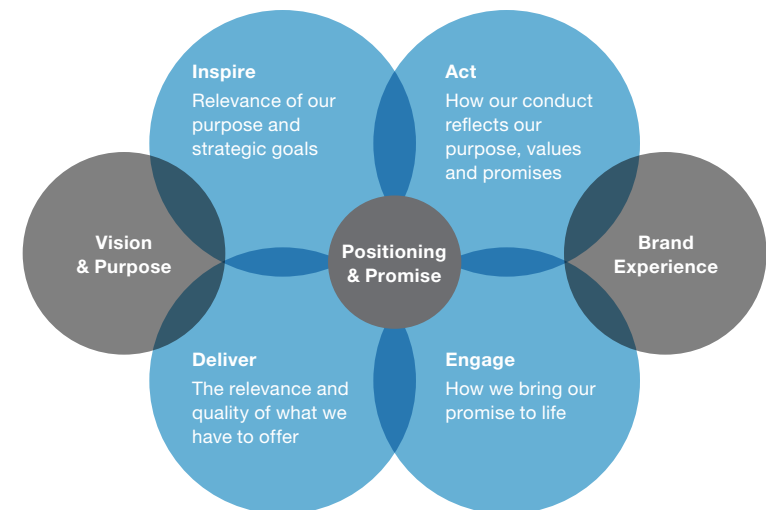 Inspire
Relevance of our
purpose and
strategic goals
Act
How our conduct
reflects our
purpose, values
and promises
Vision
& Purpose
Positioning
& Promise
Brand
Experience
Deliver
The relevance and
quality of what we
have to offer
Engage
How we bring our
promise to life